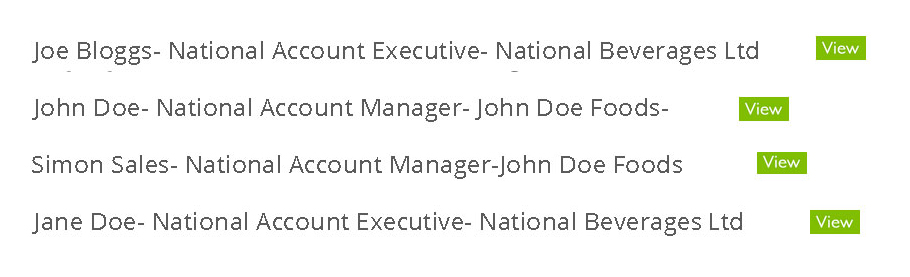 Joe Bloggs- National Account Executive- National Beverages Ltd View
John Doe- National Account Manager- John Doe Foods- View
Simon Sales- National Account Manager-John Doe Foods View
Jane Doe- National Account Executive- National Beverages Ltd View